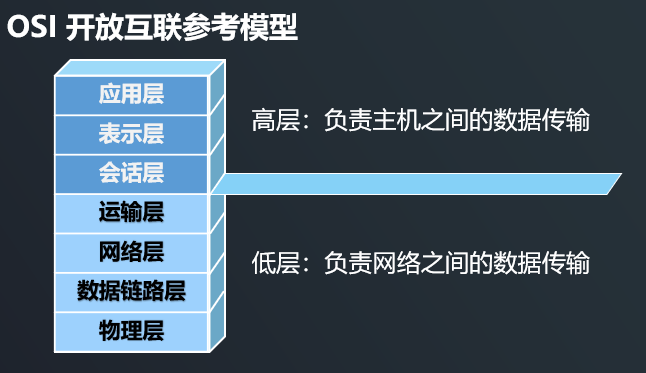 OSI 开放互联参考模型
应用层
表示层
会话层
运输层
网络层
数据链路层
物理层
高层：负责主机之间的数据传输
低层：负责网络之间的数据传输